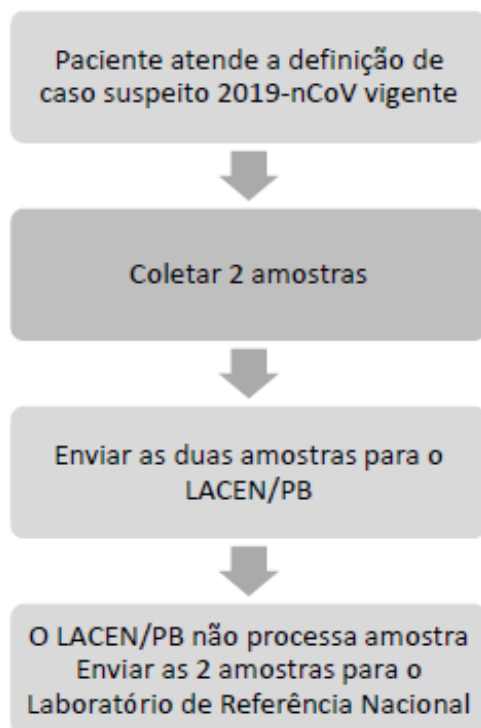 Paciente atende a definição de
caso suspeito 2019-nCoV vigente
Coletar 2 amostras
Enviar as duas amostras para o
LACEN/PB
O LACEN/PB não processa amostra
Enviar as 2 amostras para o
Laboratório de Referência Nacional